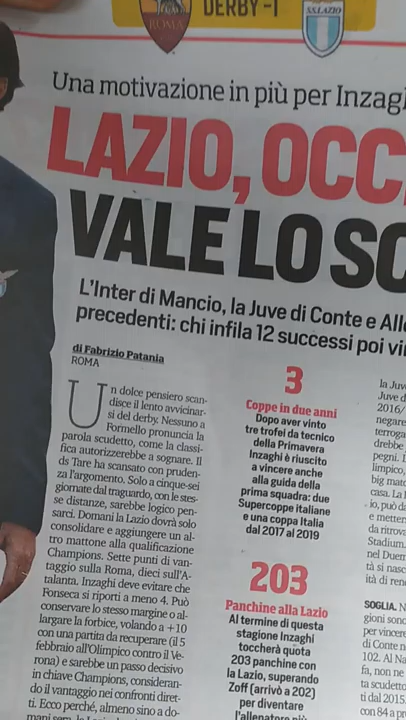 DERBY -1
ROMA
S.S.LAZIO
Una motivazione in più per Inzagh
LAZIO, OCC
VALE LO SC
L'Inter di Mancio, la Juve di Conte e Alle
precedenti: chi infila 12 successi poi vin
di Fabrizio Patania
ROMA
Un dolce pensiero scan-
disce il lento avvicinar-
si del derby. Nessuno a
Formello pronuncia la
parola scudetto, come la classi-
fica autorizzerebbe a sognare. Il
ds Tare ha scansato con pruden-
za l'argomento. Solo a cinque-sei
giornate dal traguardo, con le stes-
se distanze, sarebbe logico pen-
sarci. Domani la Lazio dovrà solo
consolidare e aggiungere un al-
tro mattone alla qualificazione
Champions. Sette punti di van-
taggio sulla Roma, dieci sull'A-
talanta. Inzaghi deve evitare che
Fonseca si riporti a meno 4. Può
conservare lo stesso margine o al-
largare la forbice, volando a +10
con una partita da recuperare (il 5
febbraio all'Olimpico contro il Ve-
rona) e sarebbe un passo decisivo
in chiave Champions, consideran-
do il vantaggio nei confronti diret-
ti. Ecco perché, almeno sino a do-
3
Coppe in due anni
Dopo aver vinto
tre trofei da tecnico
della Primavera
Inzaghi è riuscito
a vincere anche
alla guida della
prima squadra: due
Supercoppe italiane
e una coppa Italia
dal 2017 al 2019
203
Panchine alla Lazio
Al termine di questa
stagione Inzaghi
toccherà quota
203 panchine con
la Lazio, superando
Zoff (arrivò a 202)
per diventare
l'allenatore più
la Juv
Juve d
2016/
negare
terroga
drebbe
pegni. L
limpico,
big mato
casa. La
io, può d
e metter
da ritrova
Stadium.
nel Duem
tà si nasc
ità di rend
SOGLIA. N
gioni sono
per vincere
di Conte n
102. Al Na
fa, non ne
ta scudetto
ti dal 2015
con 84 a pr